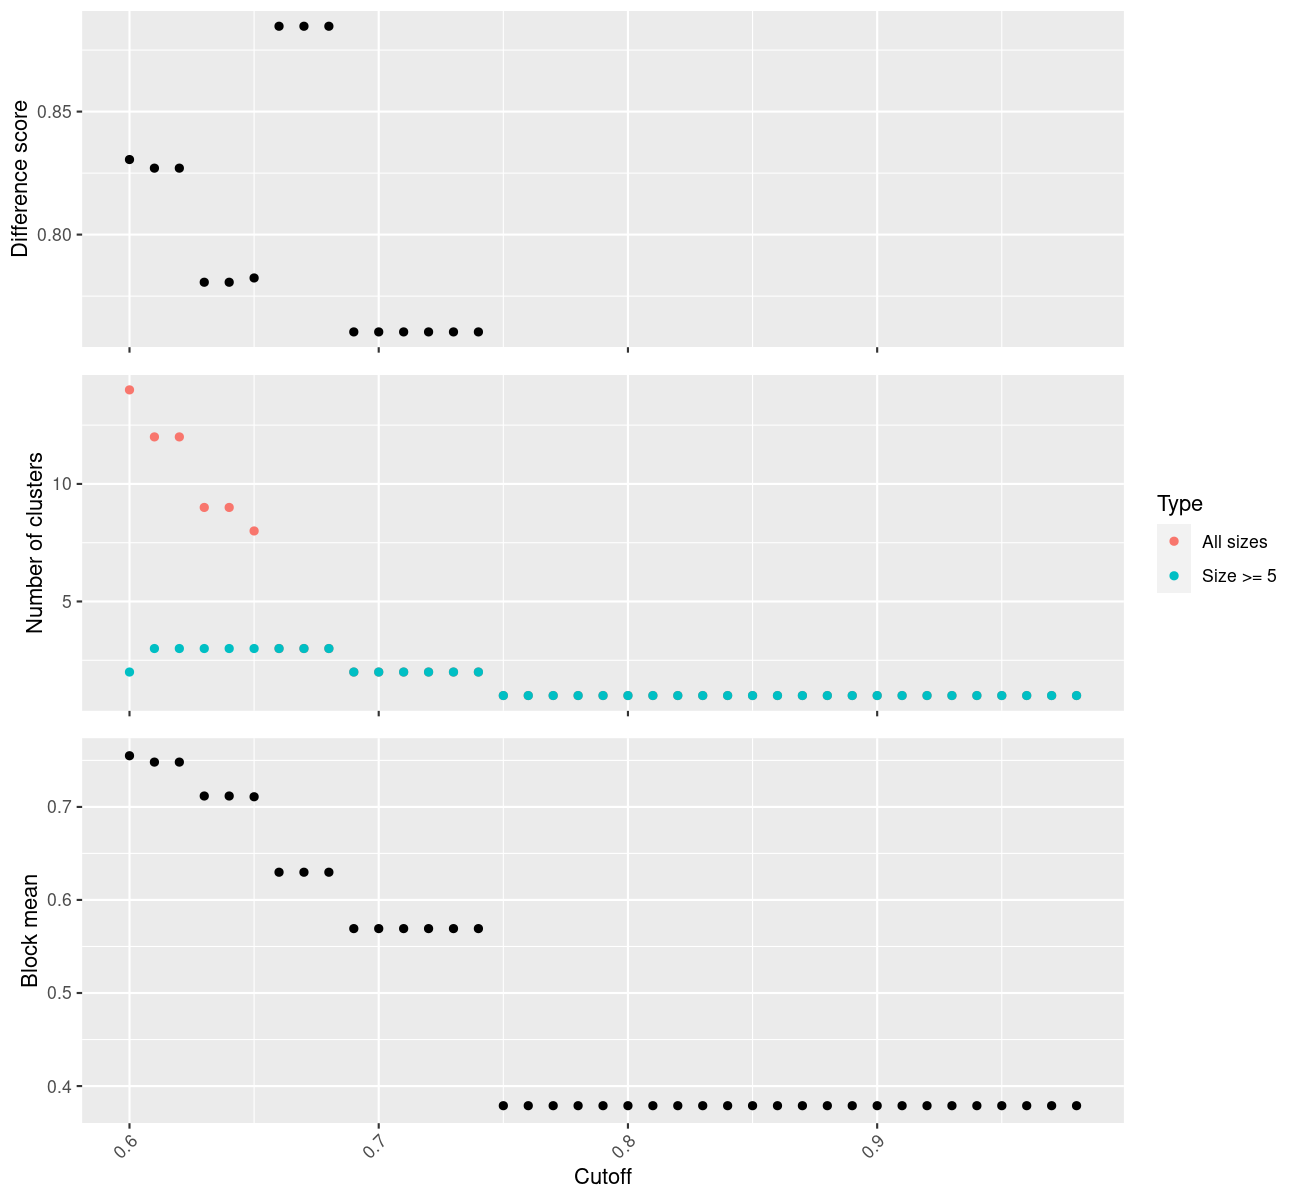 Difference score
0.85
0.80
Number of clusters
10
5
Type
All sizes
Size >= 5
Block mean
0.7
0.6
0.5
0.4
0.6 0.7 0.8 0.9
Cutoff